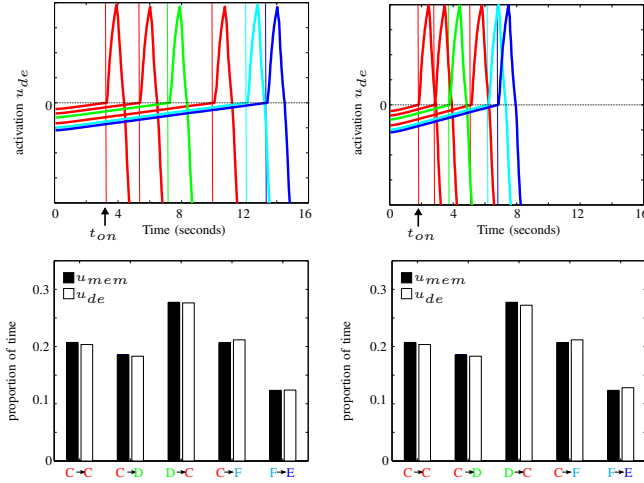 activation u_de
0
0 4 8 12 16
t_on
Time (seconds)
activation u_de
0
0 4 8 12 16
t_on
Time (seconds)
proportion of time
0.3
0.2
0.1
0
u_mem
u_de
C→C C→D D→C C→F F→E
proportion of time
0.3
0.2
0.1
0
u_mem
u_de
C→C C→D D→C C→F F→E